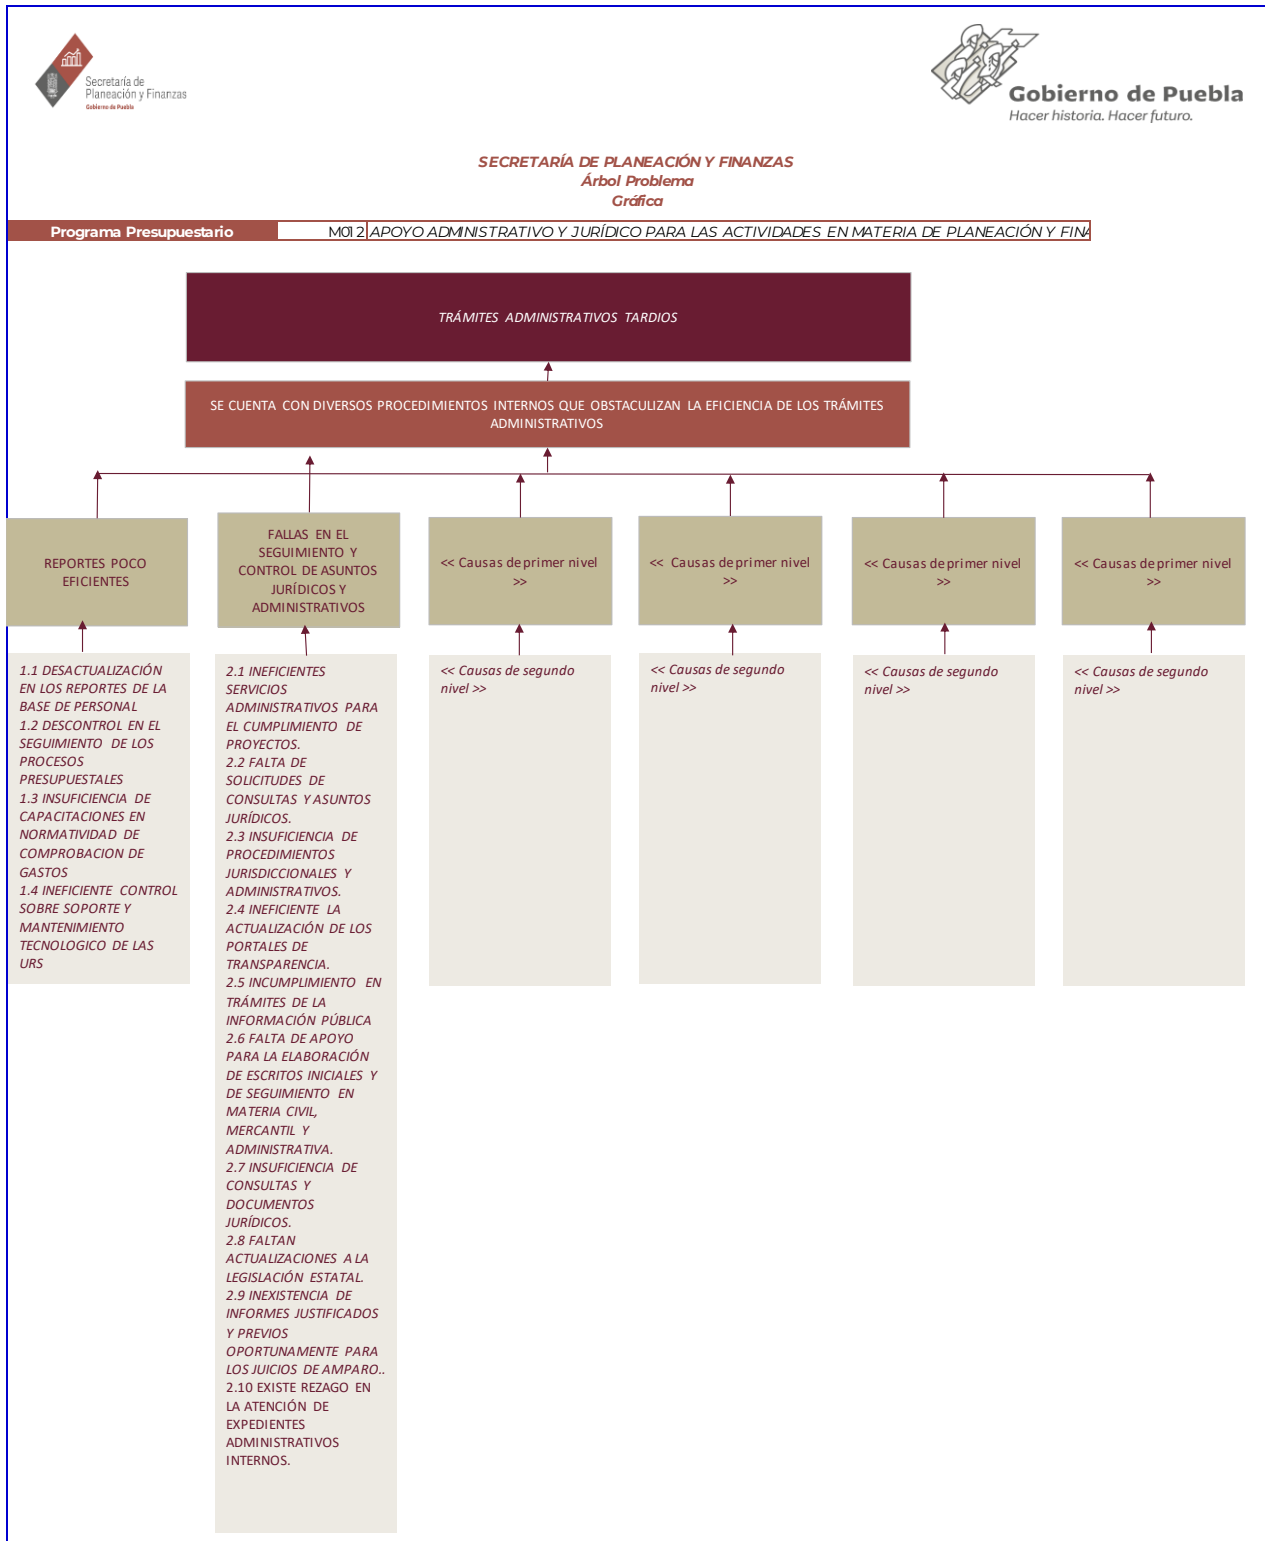 Secretaría de
Planeación y Finanzas
Gobierno de Puebla
Gobierno de Puebla
Hacer historia. Hacer futuro.
SECRETARÍA DE PLANEACIÓN Y FINANZAS
Árbol Problema
Gráfica
Programa Presupuestario
M012
APOYO ADMINISTRATIVO Y JURÍDICO PARA LAS ACTIVIDADES EN MATERIA DE PLANEACIÓN Y FINA
TRÁMITES ADMINISTRATIVOS TARDIOS
SE CUENTA CON DIVERSOS PROCEDIMIENTOS INTERNOS QUE OBSTACULIZAN LA EFICIENCIA DE LOS TRÁMITES
ADMINISTRATIVOS
REPORTES POCO
EFICIENTES
FALLAS EN EL
SEGUIMIENTO Y
CONTROL DE ASUNTOS
JURÍDICOS Y
ADMINISTRATIVOS
<< Causas de primer nivel
>>
<< Causas de primer nivel
>>
<< Causas de primer nivel
>>
<< Causas de primer nivel
>>
1.1 DESACTUALIZACIÓN
EN LOS REPORTES DE LA
BASE DE PERSONAL
1.2 DESCONTROL EN EL
SEGUIMIENTO DE LOS
PROCESOS
PRESUPUESTALES
1.3 INSUFICIENCIA DE
CAPACITACIONES EN
NORMATIVIDAD DE
COMPROBACION DE
GASTOS
1.4 INEFICIENTE CONTROL
SOBRE SOPORTE Y
MANTENIMIENTO
TECNOLOGICO DE LAS
URS
2.1 INEFICIENTES
SERVICIOS
ADMINISTRATIVOS PARA
EL CUMPLIMIENTO DE
PROYECTOS.
2.2 FALTA DE
SOLICITUDES DE
CONSULTAS Y ASUNTOS
JURÍDICOS.
2.3 INSUFICIENCIA DE
PROCEDIMIENTOS
JURISDICCIONALES Y
ADMINISTRATIVOS.
2.4 INEFICIENTE LA
ACTUALIZACIÓN DE LOS
PORTALES DE
TRANSPARENCIA.
2.5 INCUMPLIMIENTO EN
TRÁMITES DE LA
INFORMACIÓN PÚBLICA
2.6 FALTA DE APOYO
PARA LA ELABORACIÓN
DE ESCRITOS INICIALES Y
DE SEGUIMIENTO EN
MATERIA CIVIL,
MERCANTIL Y
ADMINISTRATIVA.
2.7 INSUFICIENCIA DE
CONSULTAS Y
DOCUMENTOS
JURÍDICOS.
2.8 FALTAN
ACTUALIZACIONES A LA
LEGISLACIÓN ESTATAL.
2.9 INEXISTENCIA DE
INFORMES JUSTIFICADOS
Y PREVIOS
OPORTUNAMENTE PARA
LOS JUICIOS DE AMPARO..
2.10 EXISTE REZAGO EN
LA ATENCIÓN DE
EXPEDIENTES
ADMINISTRATIVOS
INTERNOS.
<< Causas de segundo
nivel >>
<< Causas de segundo
nivel >>
<< Causas de segundo
nivel >>
<< Causas de segundo
nivel >>